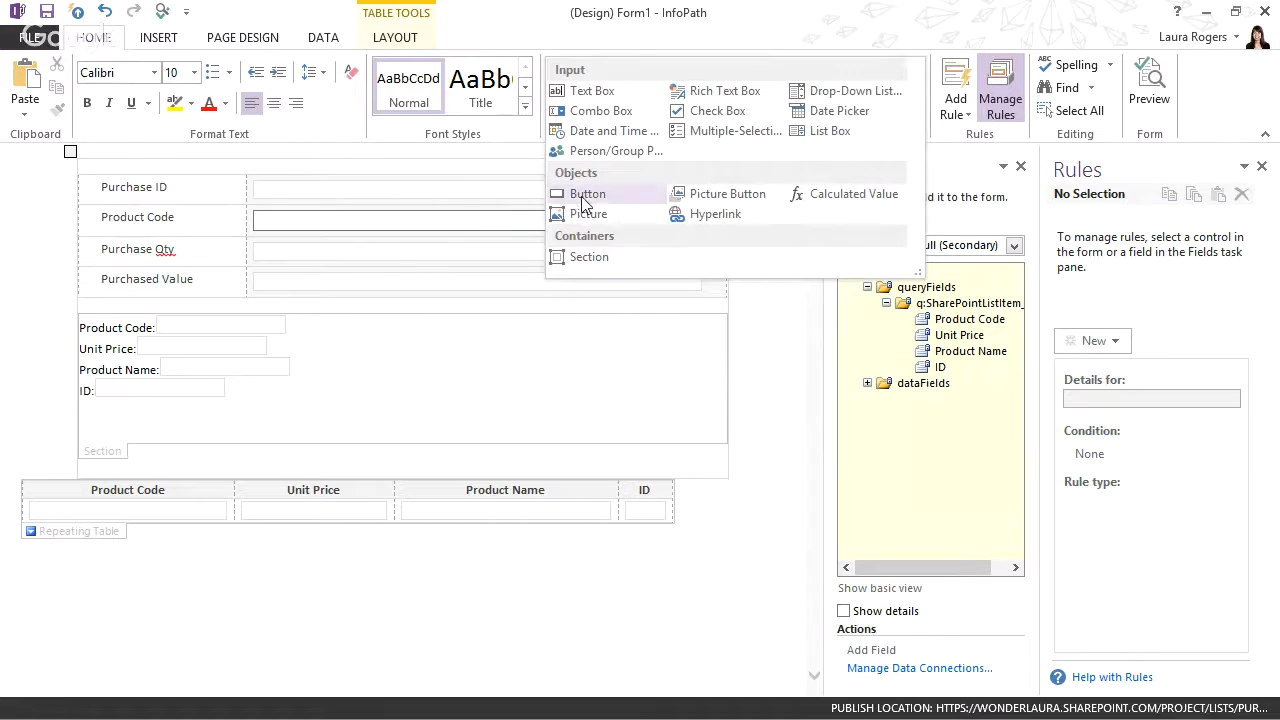 TABLE TOOLS
(Design) Form1 - InfoPath
FILE HOME INSERT PAGE DESIGN DATA LAYOUT
Laura Rogers
Paste
Clipboard
Calibri 10
B I U
Format Text
AaBbCcDd AaBbC
Normal Title
Font Styles
Input
Text Box Rich Text Box Drop-Down List...
Combo Box Check Box Date Picker
Date and Time ... Multiple-Selecti... List Box
Person/Group P...
Objects
Button Picture Button fx Calculated Value
Picture Hyperlink
Containers
Section
Add Rule Manage Rules
Rules
Spelling
Find
Select All
Editing
Preview
Form
Purchase ID
Product Code
Purchase Qty
Purchased Value
Product Code:
Unit Price:
Product Name:
ID:
Section
Product Code Unit Price Product Name ID
Repeating Table
it to the form.
ull (Secondary)
queryFields
q:SharePointListItem_
Product Code
Unit Price
Product Name
ID
dataFields
Show basic view
Show details
Actions
Add Field
Manage Data Connections...
Rules
No Selection
To manage rules, select a control
in the form or a field in the Fields task
pane.
New
Details for:
Condition:
None
Rule type:
Help with Rules
PUBLISH LOCATION: HTTPS://WONDERLAURA.SHAREPOINT.COM/PROJECT/LISTS/PUR...